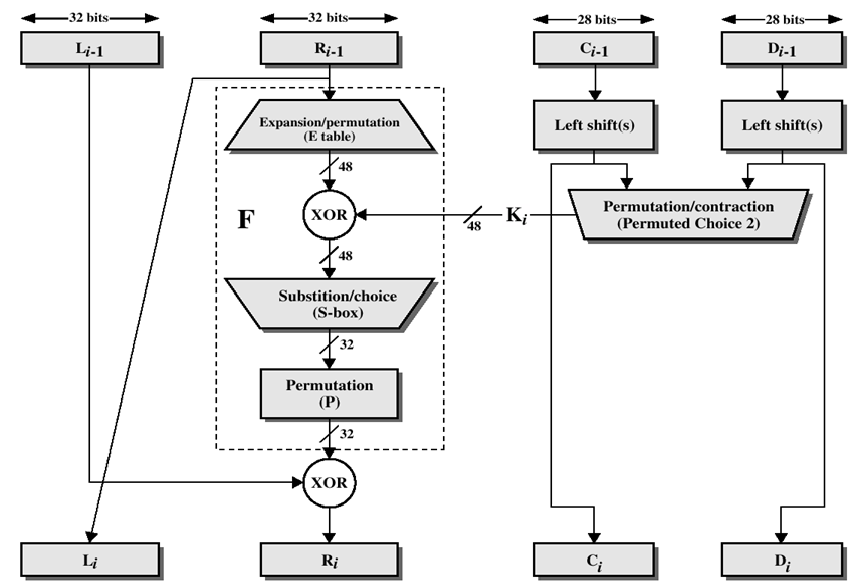 32 bits 32 bits 28 bits 28 bits
Li-1 Ri-1 Ci-1 Di-1
Expansion/permutation
(E table)
Left shift(s) Left shift(s)
48
F XOR 48 Ki
Permutation/contraction
(Permuted Choice 2)
48
Substition/choice
(S-box)
32
Permutation
(P)
32
XOR
Li Ri Ci Di